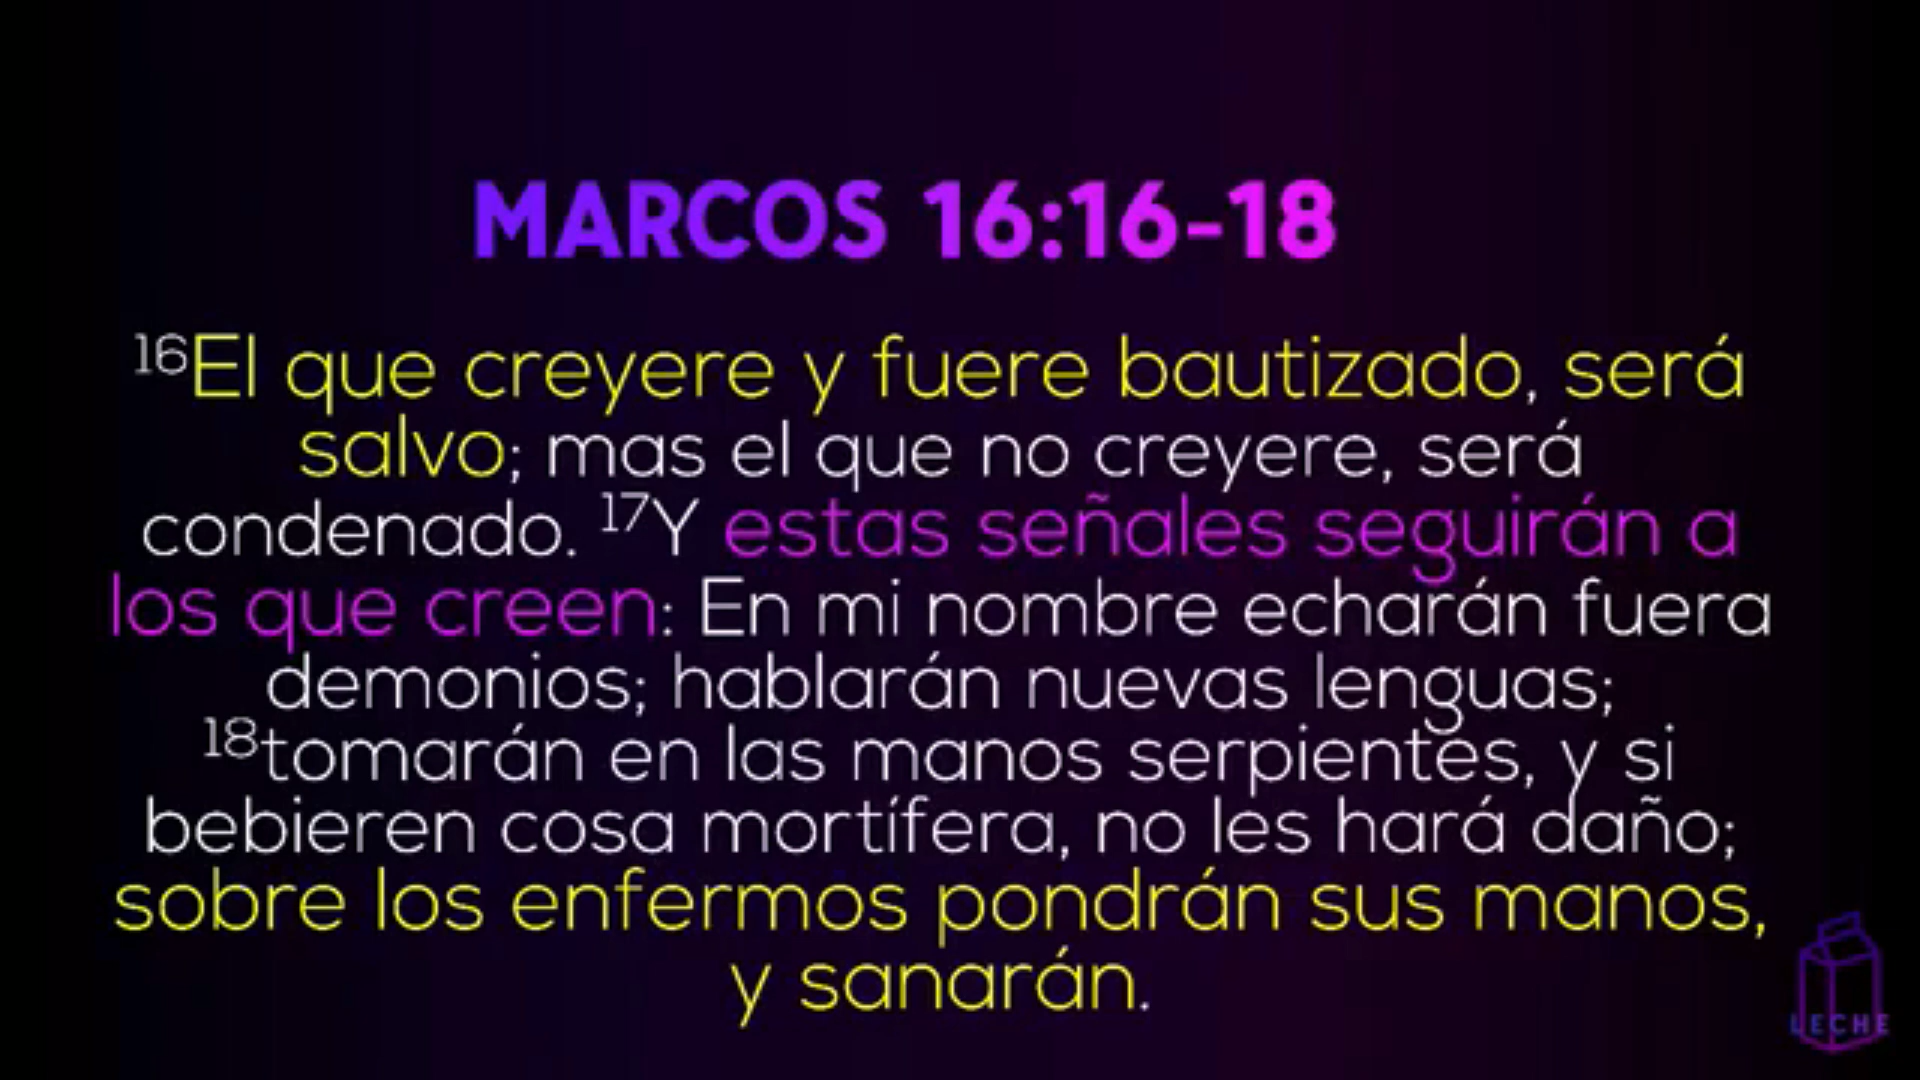 MARCOS 16:16-18
16El que creyere y fuere bautizado, será
salvo; mas el que no creyere, será
condenado. 17Y estas señales seguirán a
los que creen: En mi nombre echarán fuera
demonios; hablarán nuevas lenguas;
18tomarán en las manos serpientes, y si
bebieren cosa mortífera, no les hará daño;
sobre los enfermos pondrán sus manos,
y sanarán.
LECHE